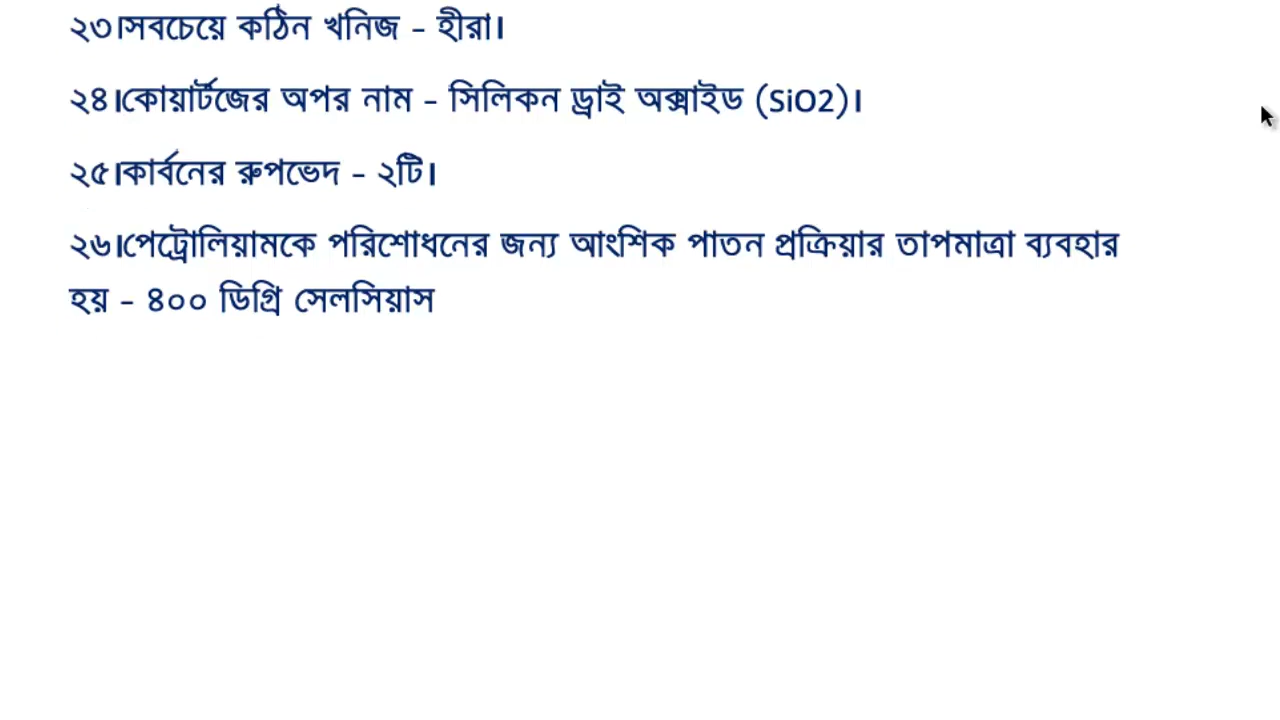 ২৩।সবচেয়ে কঠিন খনিজ - হীরা।
২৪।কোয়ার্টজের অপর নাম - সিলিকন ড্রাই অক্সাইড (SiO2)।
২৫।কার্বনের রুপভেদ - ২টি।
২৬।পেট্রোলিয়ামকে পরিশোধনের জন্য আংশিক পাতন প্রক্রিয়ার তাপমাত্রা ব্যবহার
হয় - ৪০০ ডিগ্রি সেলসিয়াস